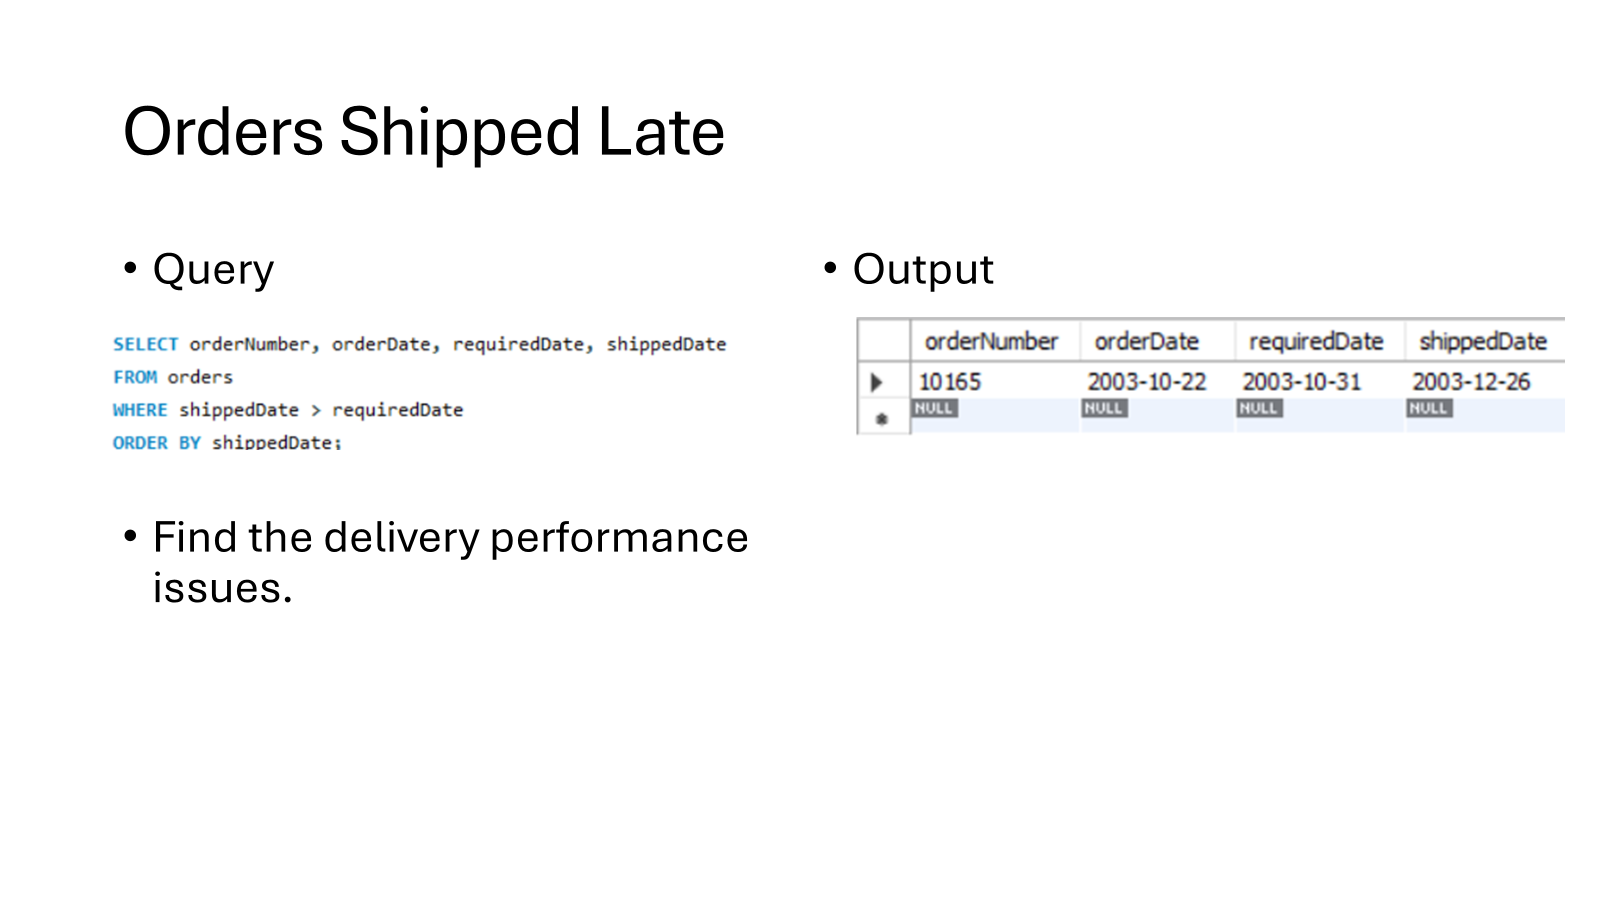 Orders Shipped Late
• Query
SELECT orderNumber, orderDate, requiredDate, shippedDate
FROM orders
WHERE shippedDate > requiredDate
ORDER BY shippedDate;
• Find the delivery performance
issues.
• Output
orderNumber orderDate requiredDate shippedDate
10165 2003-10-22 2003-10-31 2003-12-26
NULL NULL NULL NULL